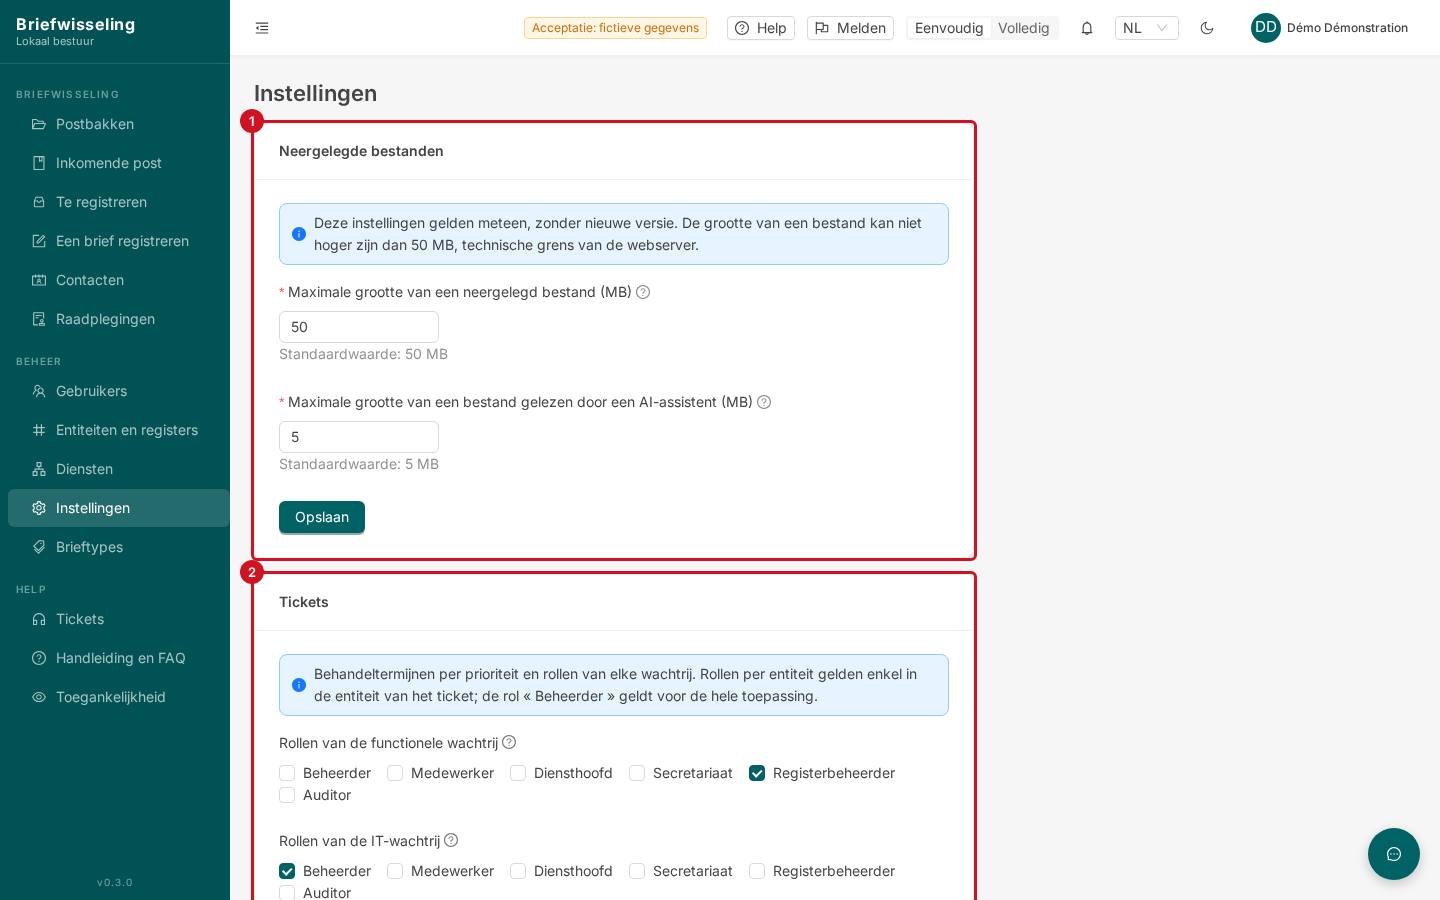 Briefwisseling
Lokaal bestuur
Acceptatie: fictieve gegevens
Help
Melden
Eenvoudig
Volledig
NL
DD
Démo Démonstration
BRIEFWISSELING
Postbakken
Inkomende post
Te registreren
Een brief registreren
Contacten
Raadplegingen
BEHEER
Gebruikers
Entiteiten en registers
Diensten
Instellingen
Brieftypes
HELP
Tickets
Handleiding en FAQ
Toegankelijkheid
v0.3.0
Instellingen
1
Neergelegde bestanden
Deze instellingen gelden meteen, zonder nieuwe versie. De grootte van een bestand kan niet
hoger zijn dan 50 MB, technische grens van de webserver.
* Maximale grootte van een neergelegd bestand (MB)
50
Standaardwaarde: 50 MB
* Maximale grootte van een bestand gelezen door een AI-assistent (MB)
5
Standaardwaarde: 5 MB
Opslaan
2
Tickets
Behandeltermijnen per prioriteit en rollen van elke wachtrij. Rollen per entiteit gelden enkel in
de entiteit van het ticket; de rol « Beheerder » geldt voor de hele toepassing.
Rollen van de functionele wachtrij
Beheerder Medewerker Diensthoofd Secretariaat Registerbeheerder
Auditor
Rollen van de IT-wachtrij
Beheerder Medewerker Diensthoofd Secretariaat Registerbeheerder
Auditor